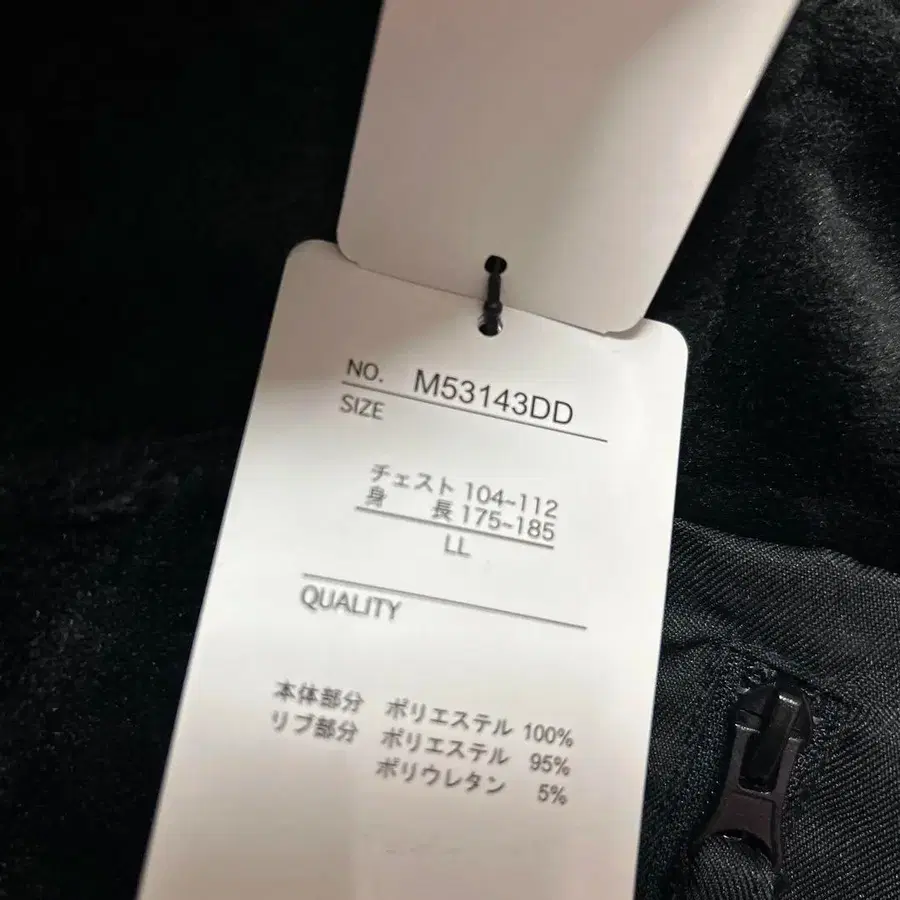 NO. M53143DD
SIZE
チェスト 104~112
身　長 175~185
LL
QUALITY
本体部分 ポリエステル 100%
リブ部分 ポリエステル 95%
ポリウレタン 5%